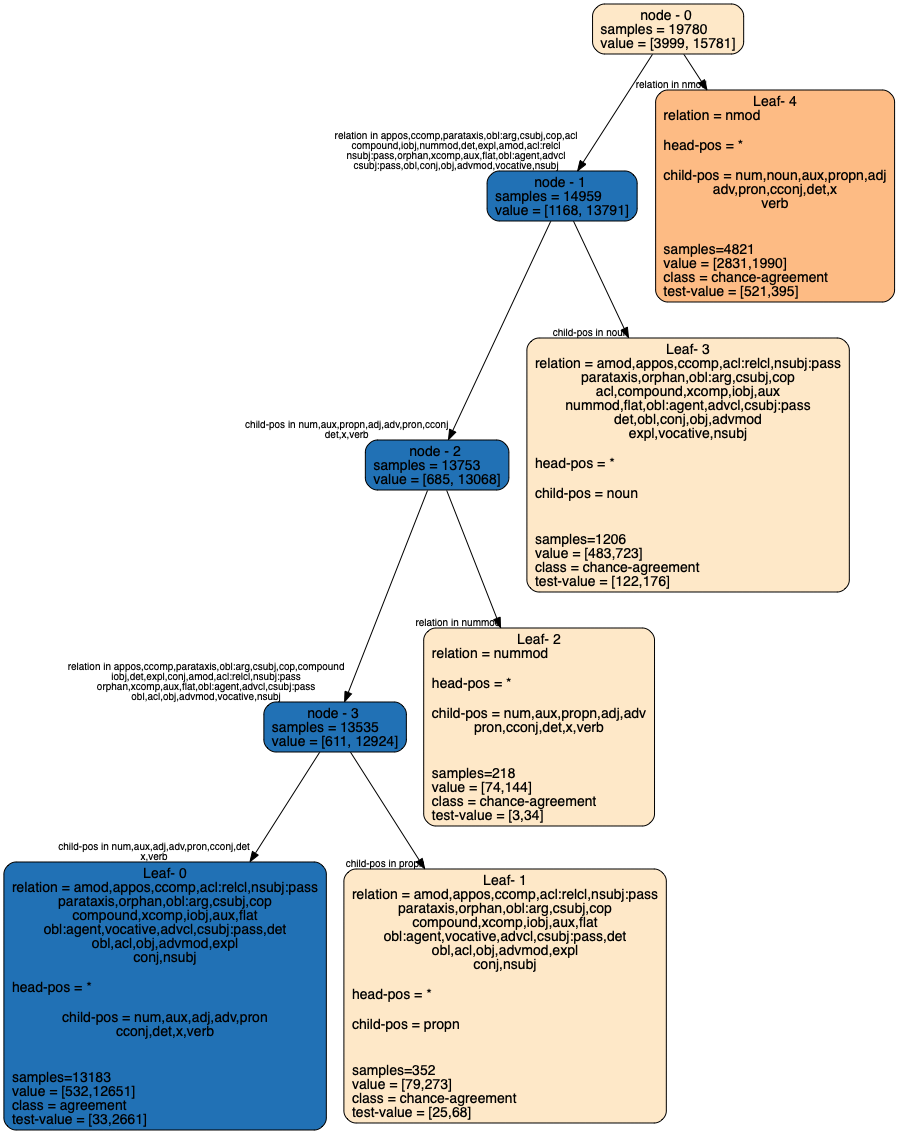 node - 0
samples = 19780
value = [3999, 15781]
relation in nmod
Leaf- 4
relation = nmod
head-pos = *
child-pos = num,noun,aux,propn,adj
adv,pron,cconj,det,x
verb
samples=4821
value = [2831,1990]
class = chance-agreement
test-value = [521,395]
relation in appos,ccomp,parataxis,obl:arg,csubj,cop,acl
compound,iobj,nummod,det,expl,amod,acl:relcl
nsubj:pass,orphan,xcomp,aux,flat,obl:agent,advcl
csubj:pass,obl,conj,obj,advmod,vocative,nsubj
node - 1
samples = 14959
value = [1168, 13791]
child-pos in noun
Leaf- 3
relation = amod,appos,ccomp,acl:relcl,nsubj:pass
parataxis,orphan,obl:arg,csubj,cop
acl,compound,xcomp,iobj,aux
nummod,flat,obl:agent,advcl,csubj:pass
det,obl,conj,obj,advmod
expl,vocative,nsubj
head-pos = *
child-pos = noun
samples=1206
value = [483,723]
class = chance-agreement
test-value = [122,176]
child-pos in num,aux,propn,adj,adv,pron,cconj
det,x,verb
node - 2
samples = 13753
value = [685, 13068]
relation in nummod
Leaf- 2
relation = nummod
head-pos = *
child-pos = num,aux,propn,adj,adv
pron,cconj,det,x,verb
samples=218
value = [74,144]
class = chance-agreement
test-value = [3,34]
relation in appos,ccomp,parataxis,obl:arg,csubj,cop,compound
iobj,det,expl,conj,amod,acl:relcl,nsubj:pass
orphan,xcomp,aux,flat,obl:agent,advcl,csubj:pass
obl,acl,obj,advmod,vocative,nsubj
node - 3
samples = 13535
value = [611, 12924]
child-pos in num,aux,adj,adv,pron,cconj,det
x,verb
Leaf- 0
relation = amod,appos,ccomp,acl:relcl,nsubj:pass
parataxis,orphan,obl:arg,csubj,cop
compound,xcomp,iobj,aux,flat
obl:agent,vocative,advcl,csubj:pass,det
obl,acl,obj,advmod,expl
conj,nsubj
head-pos = *
child-pos = num,aux,adj,adv,pron
cconj,det,x,verb
samples=13183
value = [532,12651]
class = agreement
test-value = [33,2661]
child-pos in propn
Leaf- 1
relation = amod,appos,ccomp,acl:relcl,nsubj:pass
parataxis,orphan,obl:arg,csubj,cop
compound,xcomp,iobj,aux,flat
obl:agent,vocative,advcl,csubj:pass,det
obl,acl,obj,advmod,expl
conj,nsubj
head-pos = *
child-pos = propn
samples=352
value = [79,273]
class = chance-agreement
test-value = [25,68]